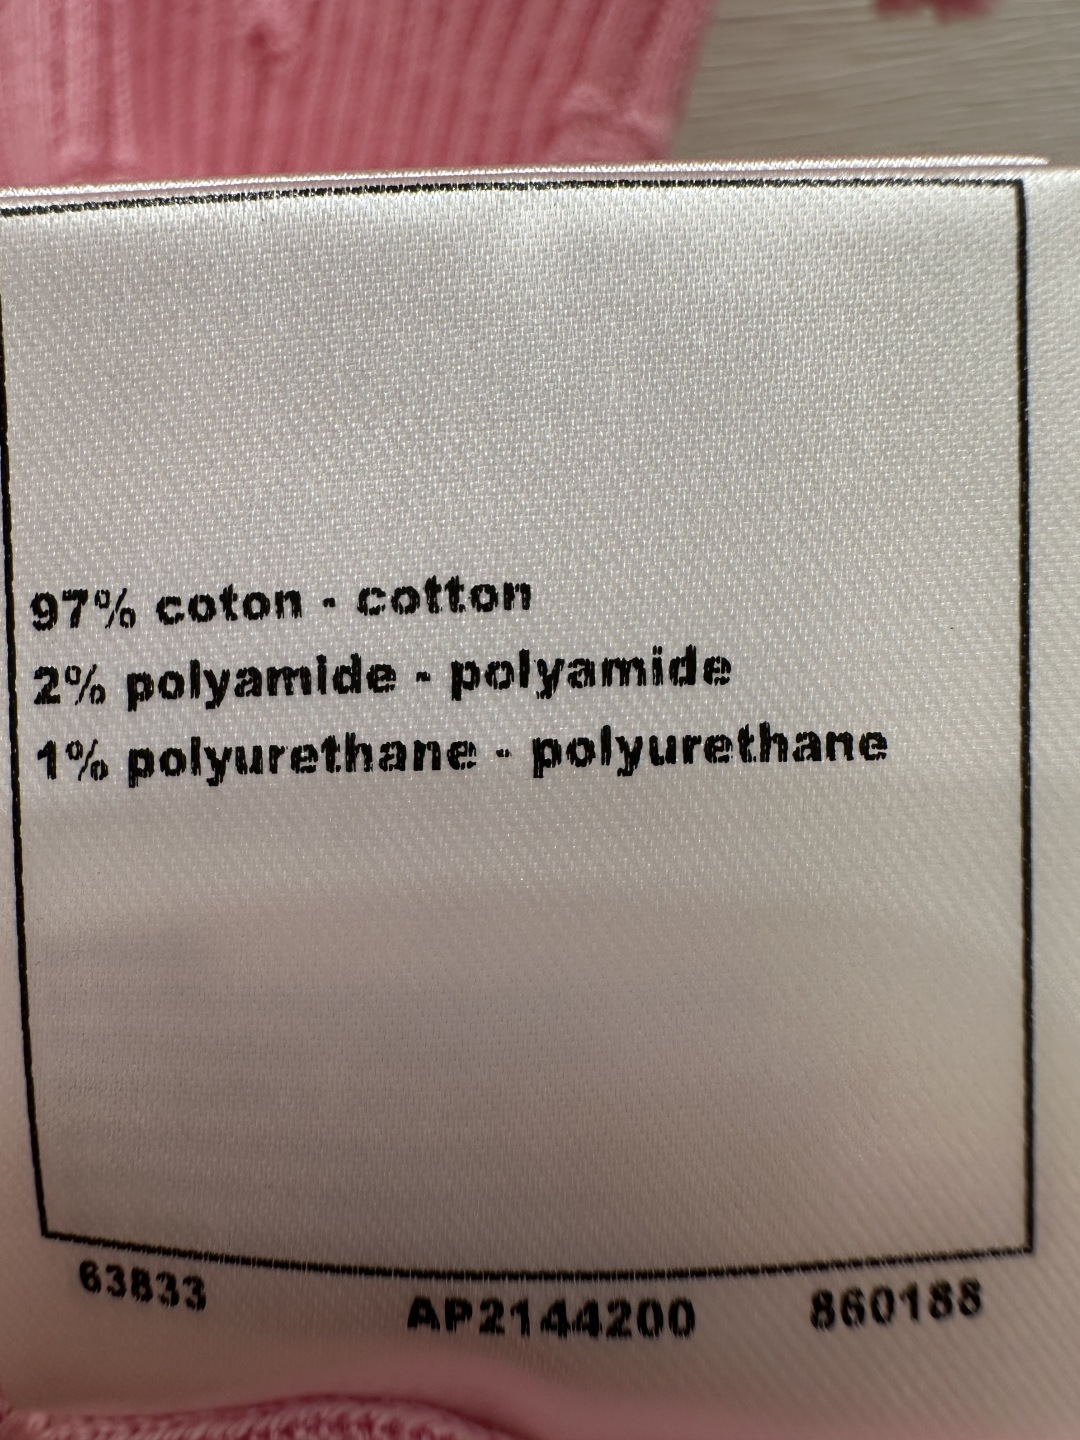 97% coton - cotton
2% polyamide - polyamide
1% polyurethane - polyurethane
63833 AP2144200 860188